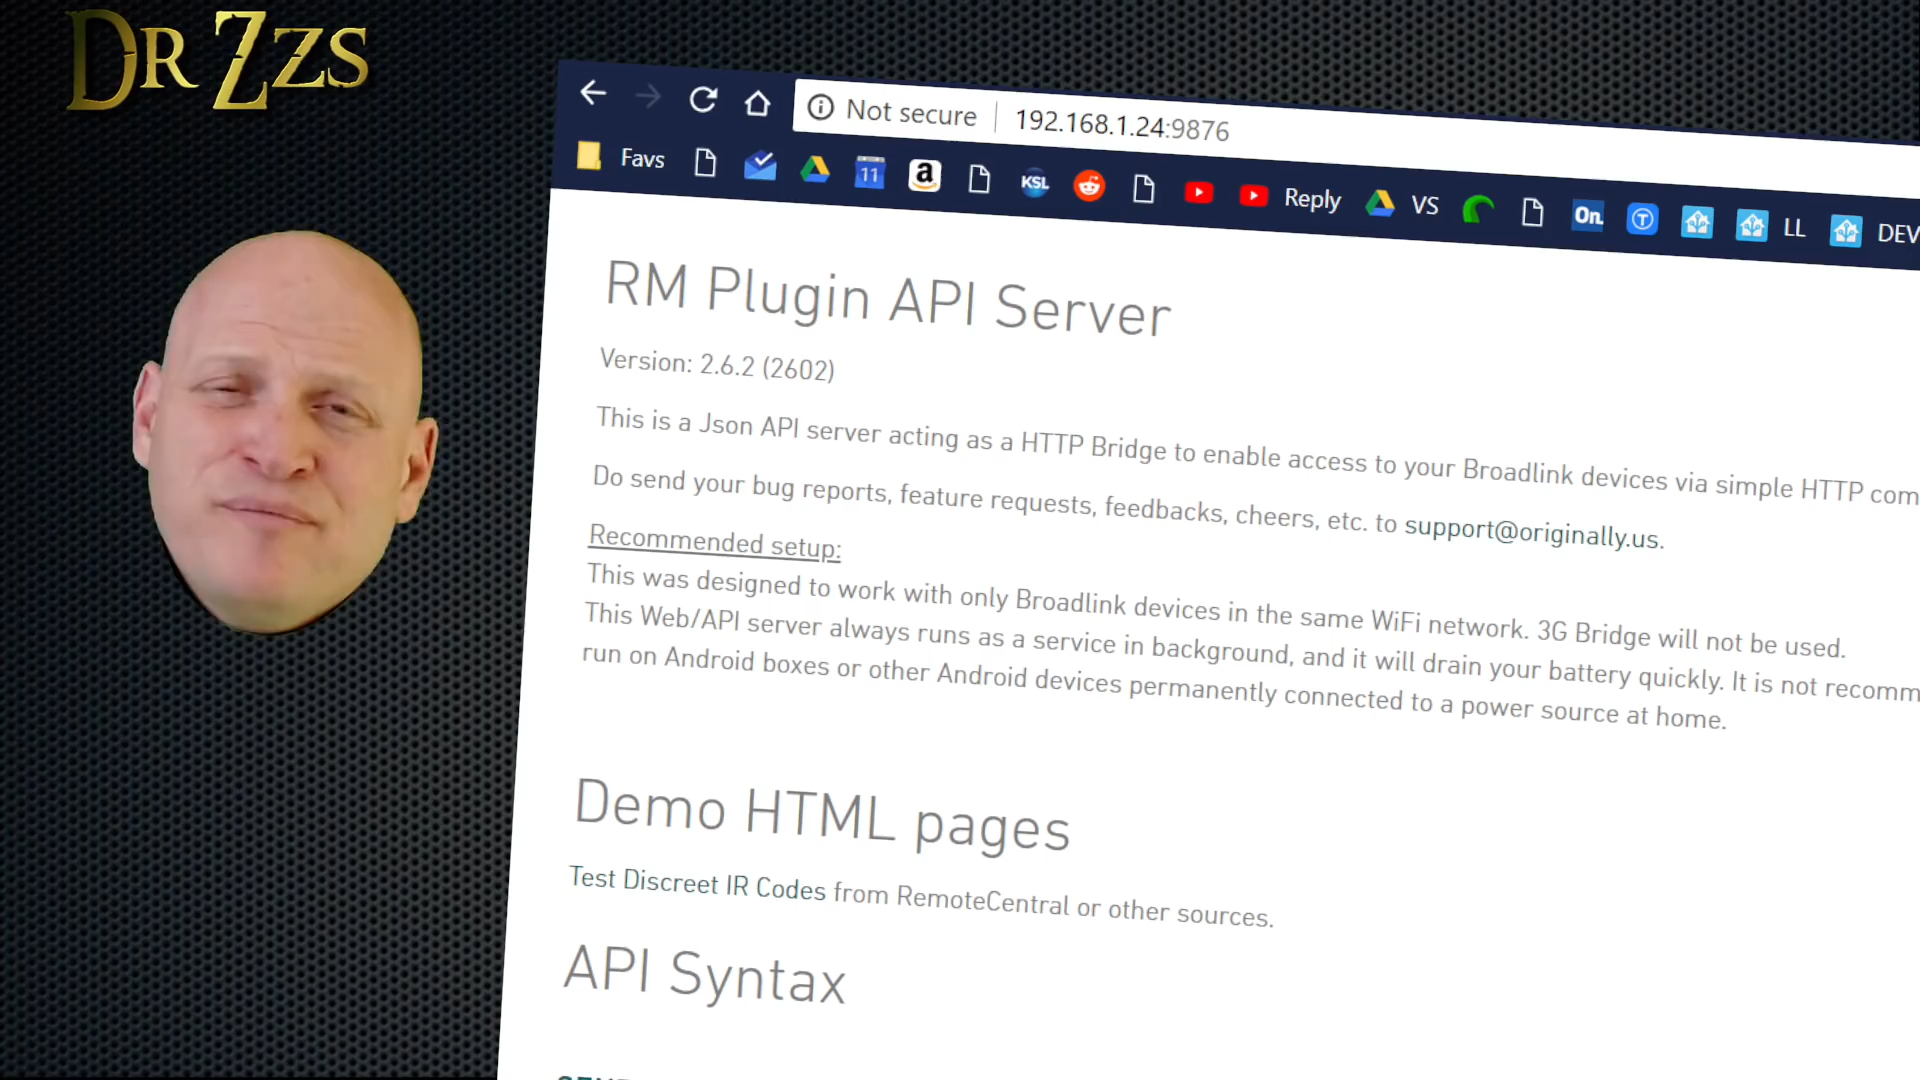 DR ZZS
Not secure | 192.168.1.24:9876
Favs 11 a KSL Reply VS On. T LL DEV
RM Plugin API Server
Version: 2.6.2 (2602)
This is a Json API server acting as a HTTP Bridge to enable access to your Broadlink devices via simple HTTP com
Do send your bug reports, feature requests, feedbacks, cheers, etc. to support@originally.us.
Recommended setup:
This was designed to work with only Broadlink devices in the same WiFi network. 3G Bridge will not be used.
This Web/API server always runs as a service in background, and it will drain your battery quickly. It is not recomm
run on Android boxes or other Android devices permanently connected to a power source at home.
Demo HTML pages
Test Discreet IR Codes from RemoteCentral or other sources.
API Syntax